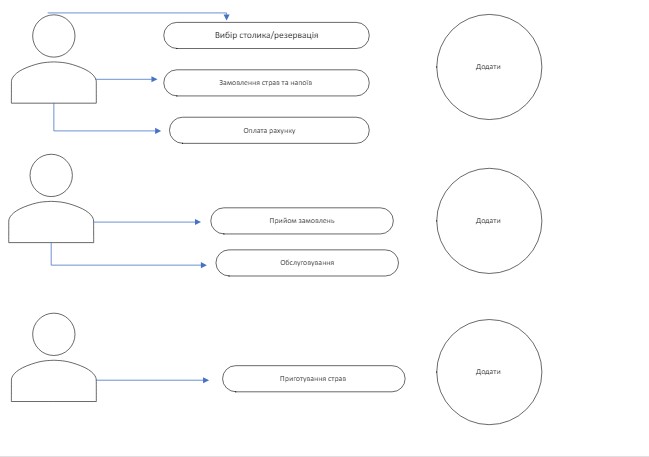 Вибір столика/резервація
Замовлення страв та напоїв
Додати
Оплата рахунку
Прийом замовлень
Додати
Обслуговування
Приготування страв
Додати